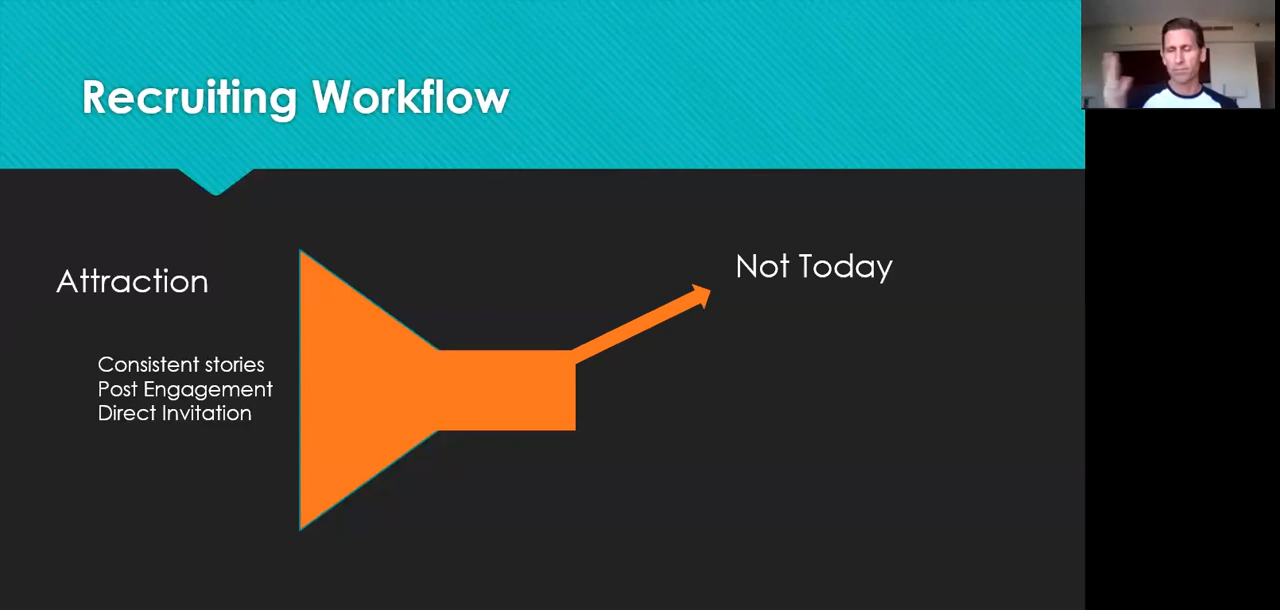 Recruiting Workflow
Attraction
Consistent stories
Post Engagement
Direct Invitation
Not Today